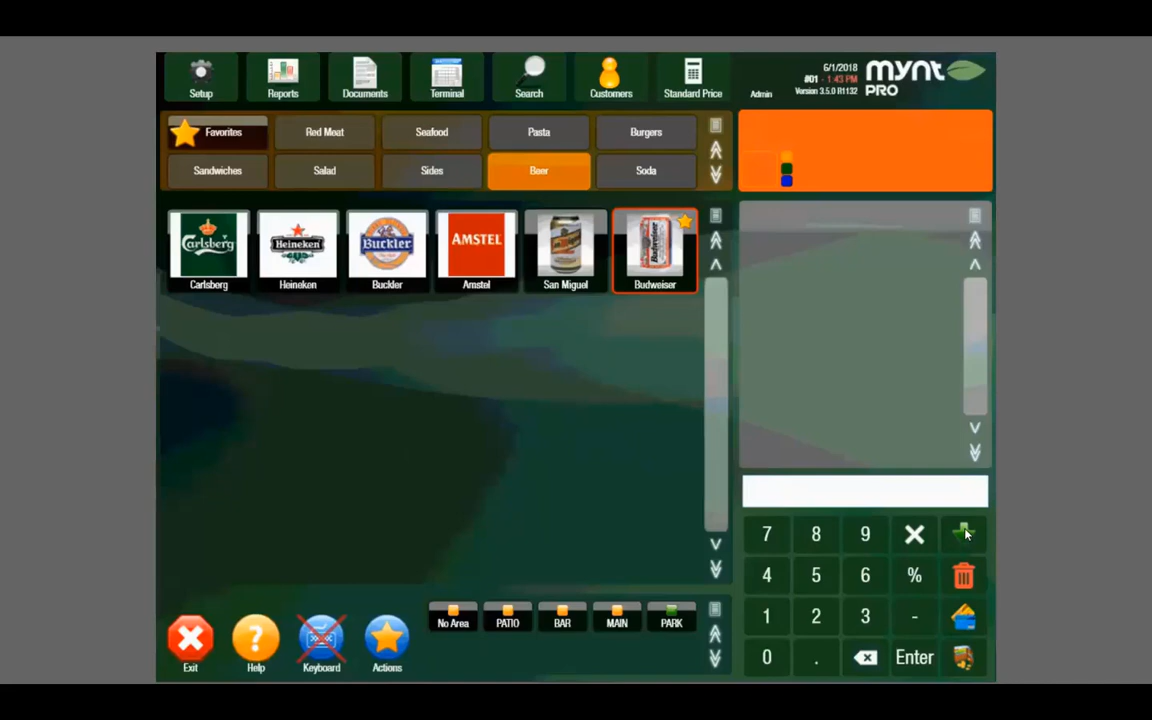 Setup
Reports
Documents
Terminal
Search
Customers
Standard Price
Admin
6/1/2018
#01 - 1:43 PM
Version 3.5.0 R1132
mynt
PRO
Favorites
Red Meat
Seafood
Pasta
Burgers
Sandwiches
Salad
Sides
Beer
Soda
Carlsberg
Heineken
Buckler
AMSTEL
Budweiser
Carlsberg
Heineken
Buckler
Amstel
San Miguel
Budweiser
7 8 9
4 5 6 %
1 2 3 -
0 . Enter
No Area
PATIO
BAR
MAIN
PARK
Exit
Help
Keyboard
Actions